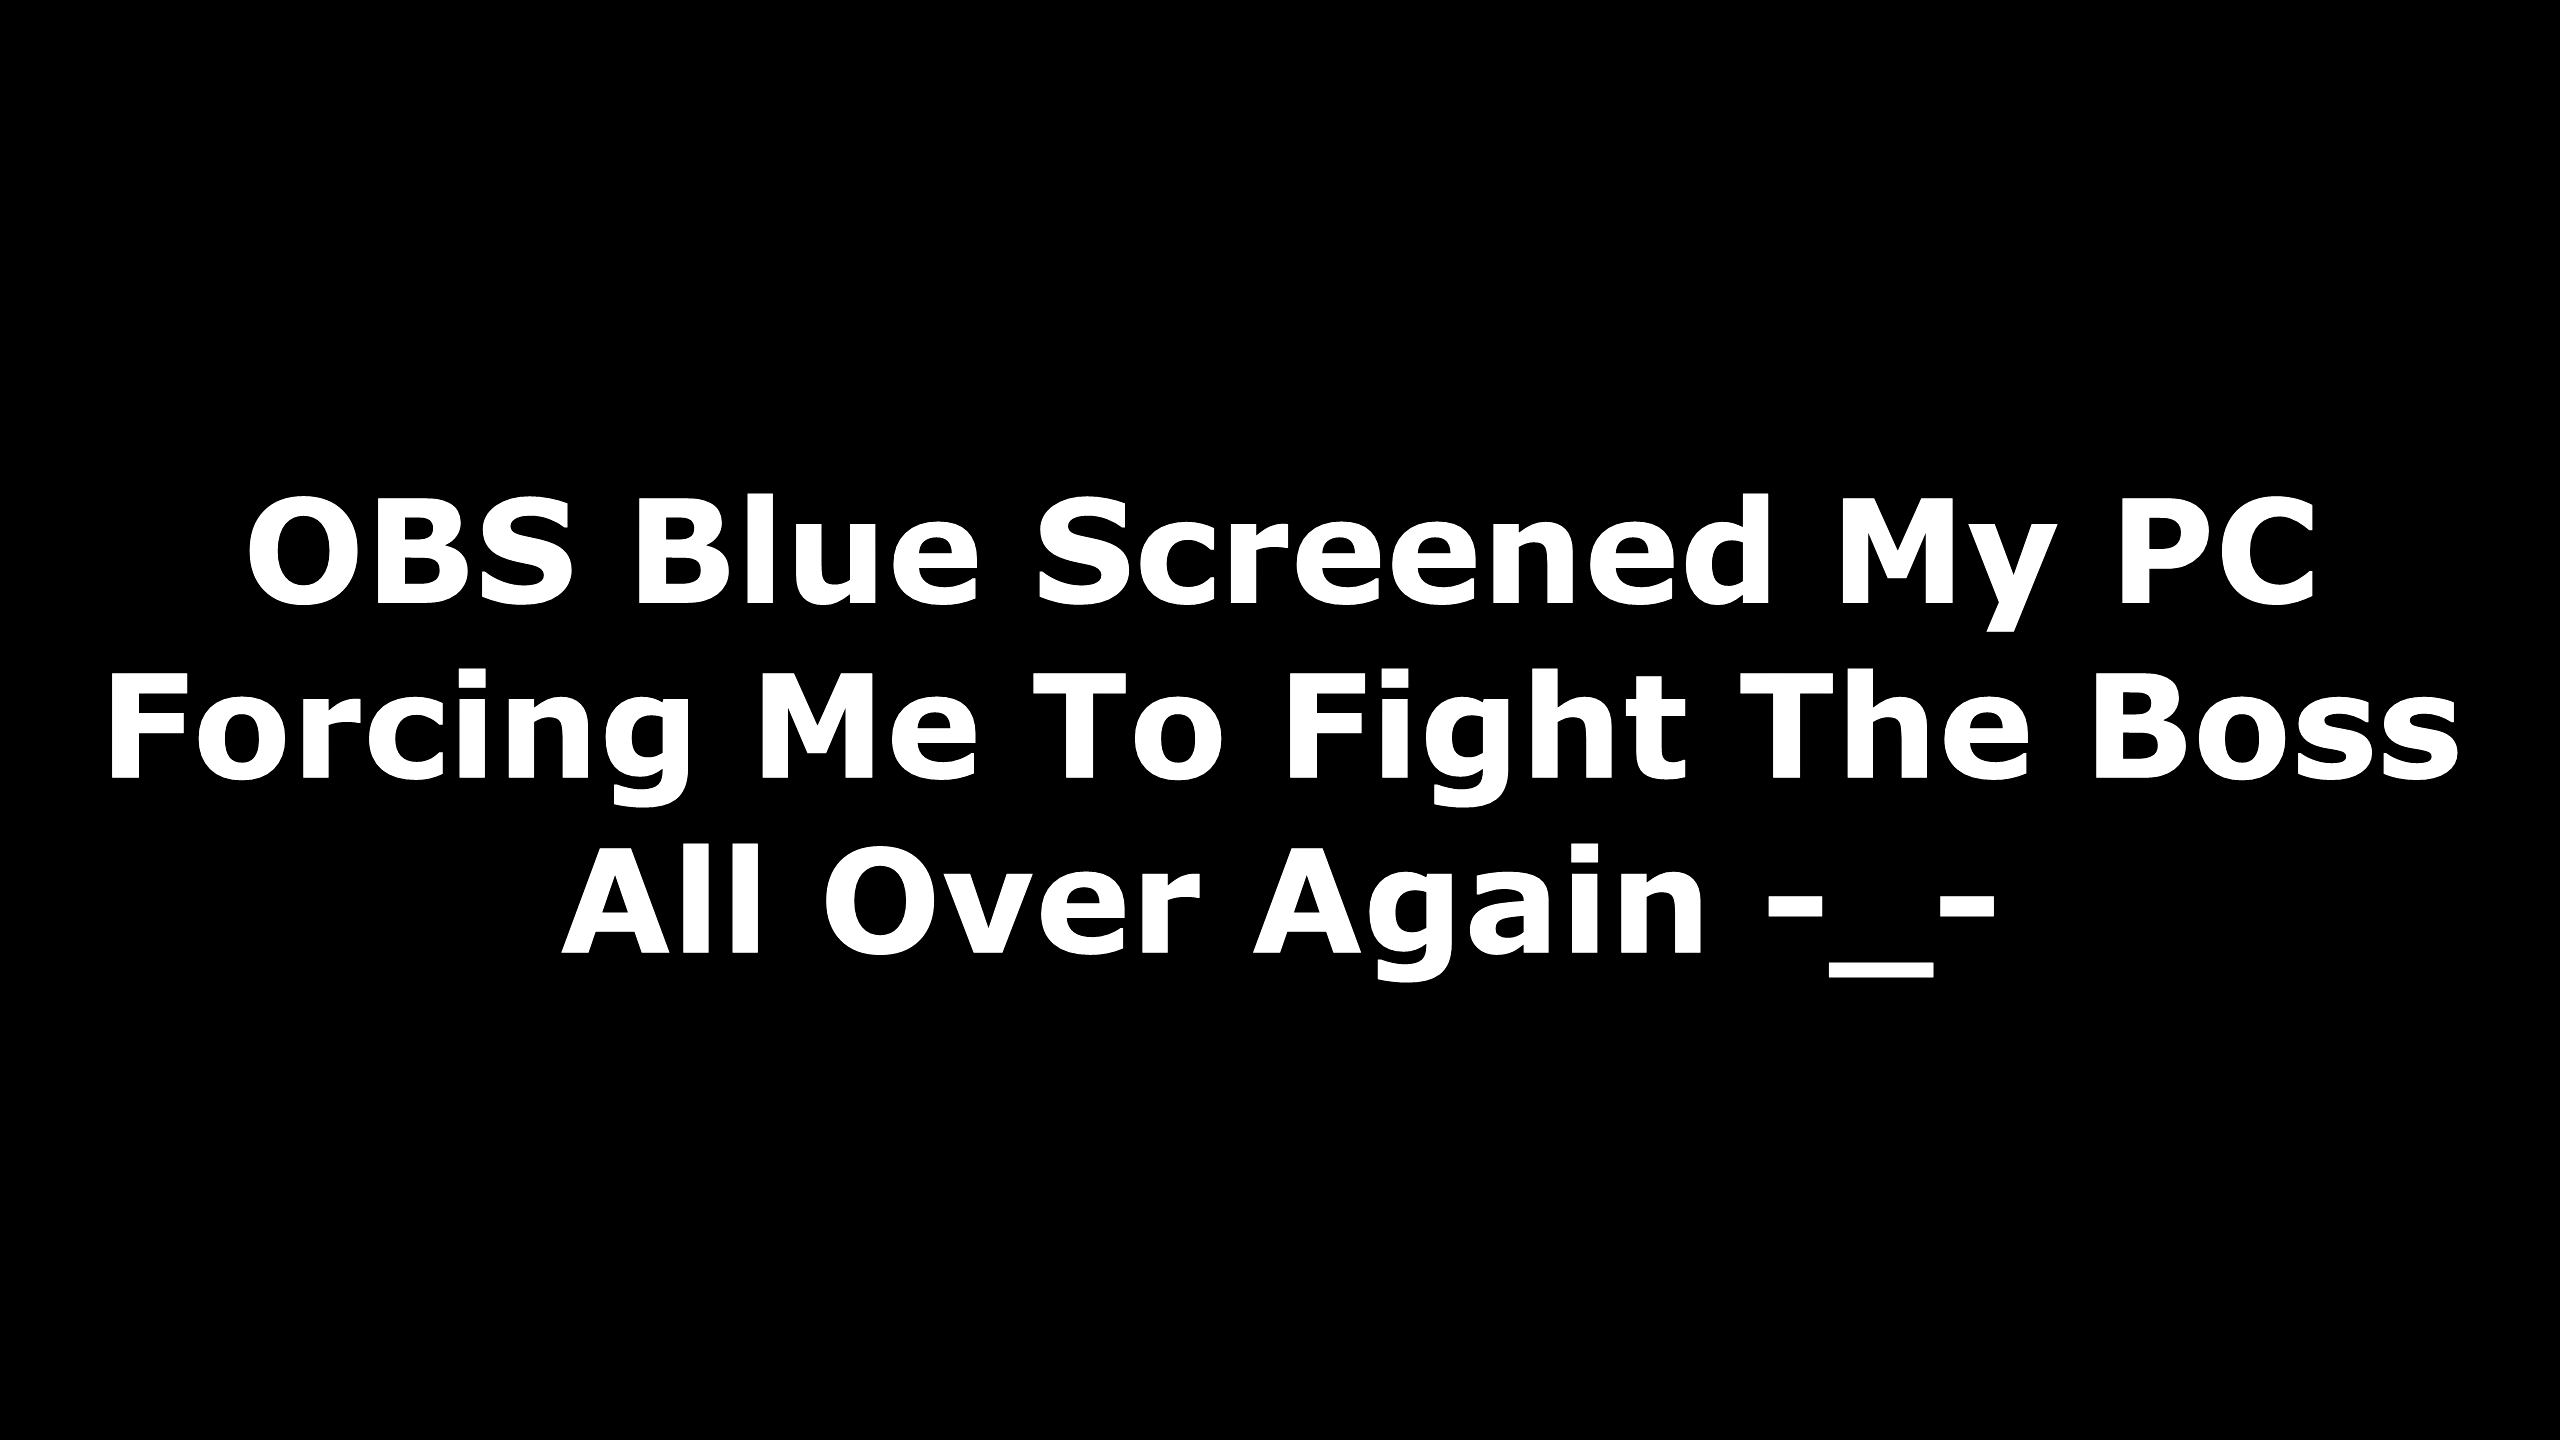 OBS Blue Screened My PC
Forcing Me To Fight The Boss
All Over Again -_-